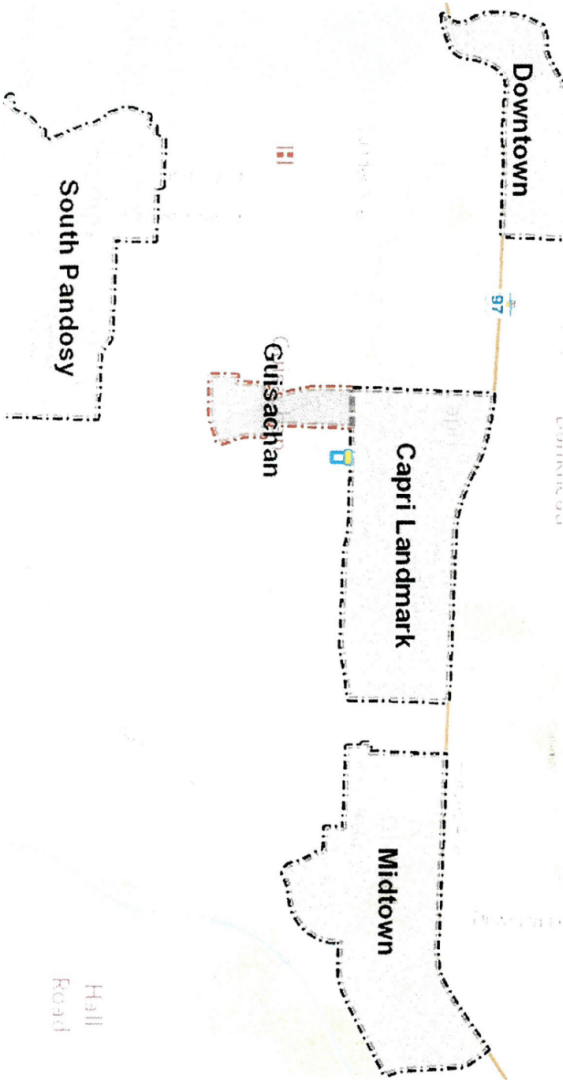 Downtown
97
H
South Pandosy
Guisachan
Capri Landmark
Midtown
Hall
Road